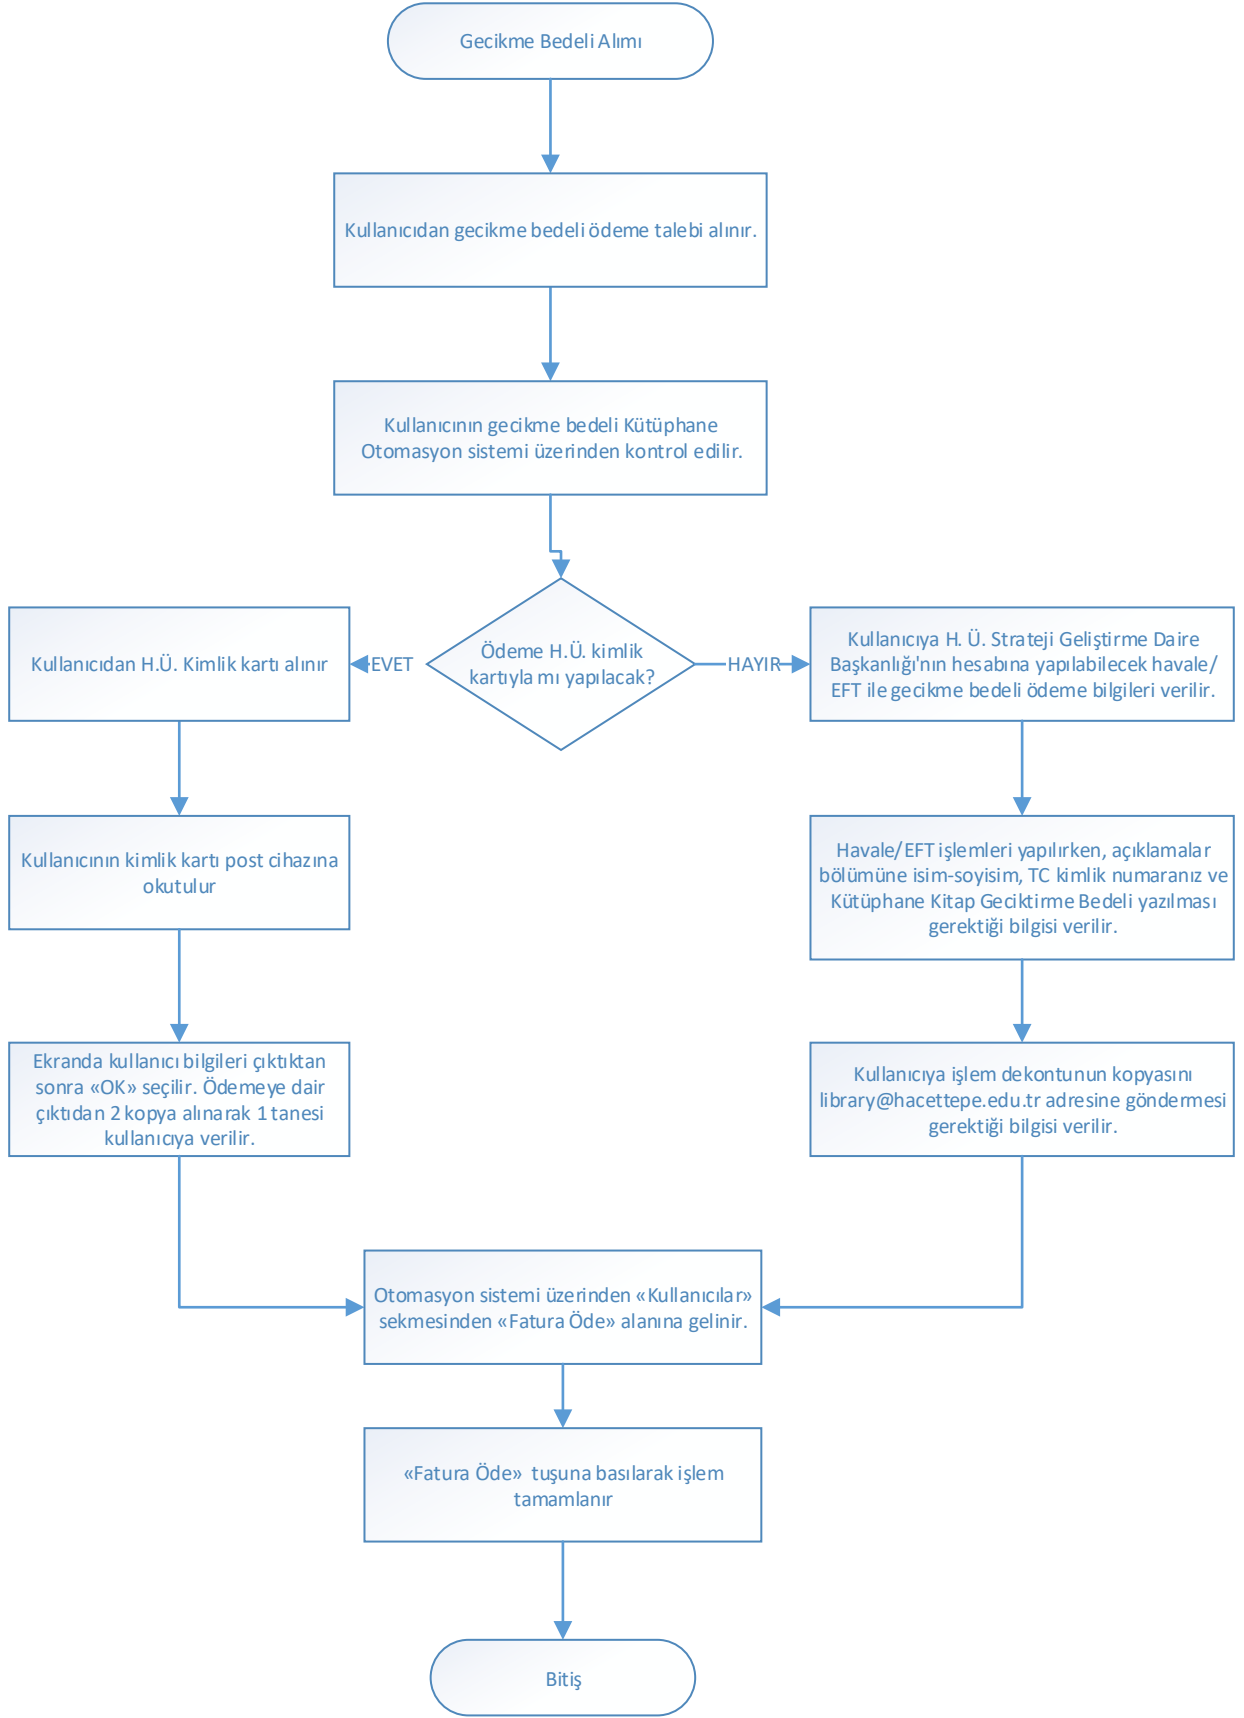 Gecikme Bedeli Alımı
Kullanıcıdan gecikme bedeli ödeme talebi alınır.
Kullanıcının gecikme bedeli Kütüphane
Otomasyon sistemi üzerinden kontrol edilir.
Ödeme H.Ü. kimlik
kartıyla mı yapılacak?
EVET
HAYIR
Kullanıcıdan H.Ü. Kimlik kartı alınır
Kullanıcının kimlik kartı post cihazına
okutulur
Ekranda kullanıcı bilgileri çıktıktan
sonra «OK» seçilir. Ödemeye dair
çıktıdan 2 kopya alınarak 1 tanesi
kullanıcıya verilir.
Kullanıcıya H. Ü. Strateji Geliştirme Daire
Başkanlığı'nın hesabına yapılabilecek havale/
EFT ile gecikme bedeli ödeme bilgileri verilir.
Havale/EFT işlemleri yapılırken, açıklamalar
bölümüne isim-soyisim, TC kimlik numaranız ve
Kütüphane Kitap Geciktirme Bedeli yazılması
gerektiği bilgisi verilir.
Kullanıcıya işlem dekontunun kopyasını
library@hacettepe.edu.tr adresine göndermesi
gerektiği bilgisi verilir.
Otomasyon sistemi üzerinden «Kullanıcılar»
sekmesinden «Fatura Öde» alanına gelinir.
«Fatura Öde» tuşuna basılarak işlem
tamamlanır
Bitiş